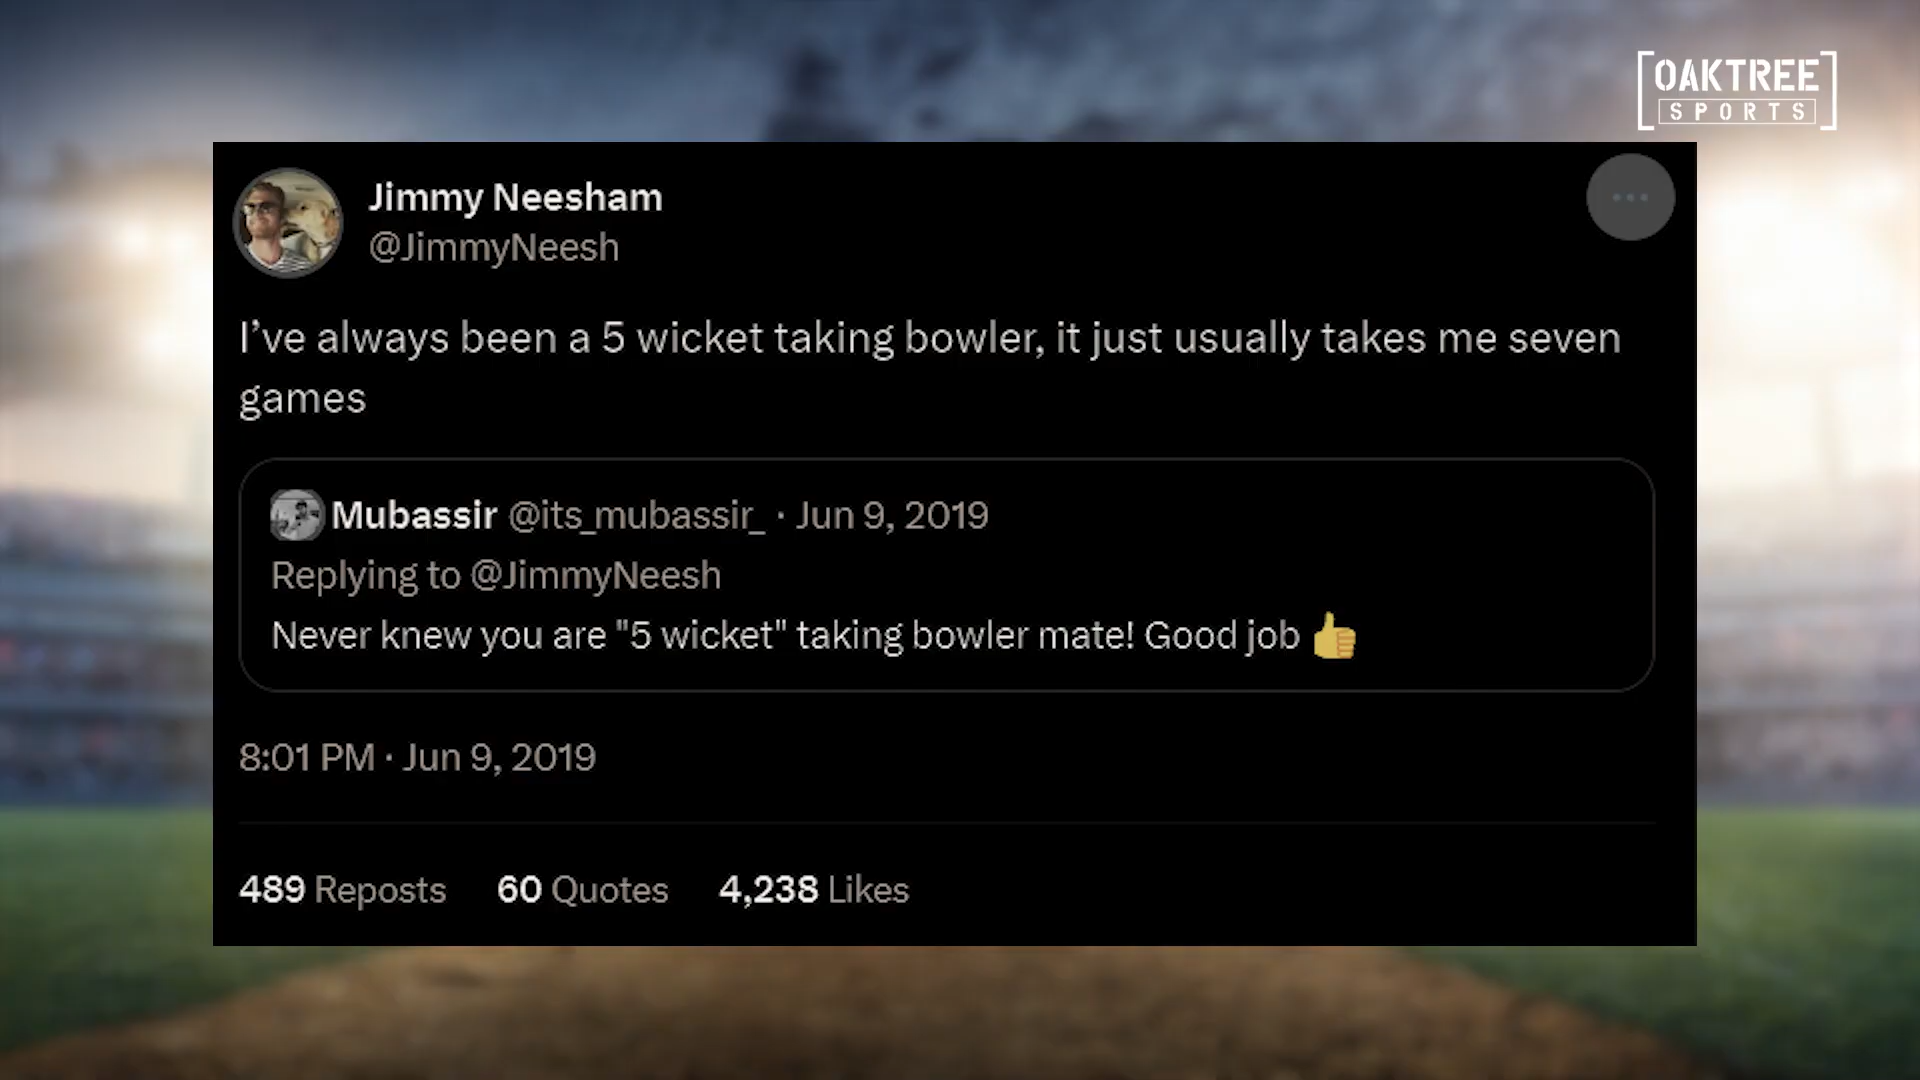 OAKTREE
SPORTS
Jimmy Neesham
@JimmyNeesh
I’ve always been a 5 wicket taking bowler, it just usually takes me seven
games
Mubassir @its_mubassir_ · Jun 9, 2019
Replying to @JimmyNeesh
Never knew you are "5 wicket" taking bowler mate! Good job 👍
8:01 PM · Jun 9, 2019
489 Reposts 60 Quotes 4,238 Likes